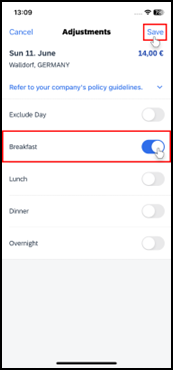 13:09
Cancel Adjustments Save
Sun 11. June 14,00 €
Walldorf, GERMANY
Refer to your company's policy guidelines.
Exclude Day
Breakfast
Lunch
Dinner
Overnight